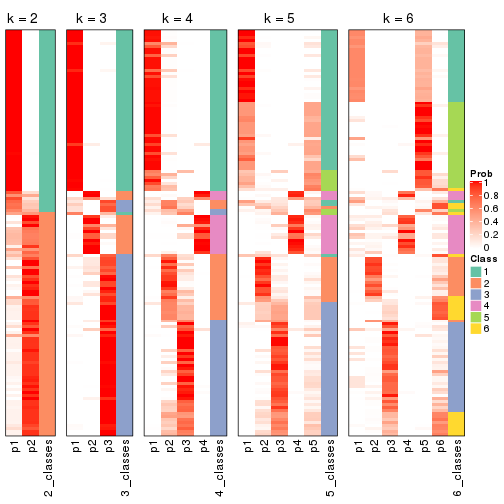 k = 2
k = 3
k = 4
k = 5
k = 6
p1
p2
2_classes
p1
p2
p3
3_classes
p1
p2
p3
p4
4_classes
p1
p2
p3
p4
p5
5_classes
p1
p2
p3
p4
p5
p6
6_classes
Prob
1
0.8
0.6
0.4
0.2
0
Class
1
2
3
4
5
6